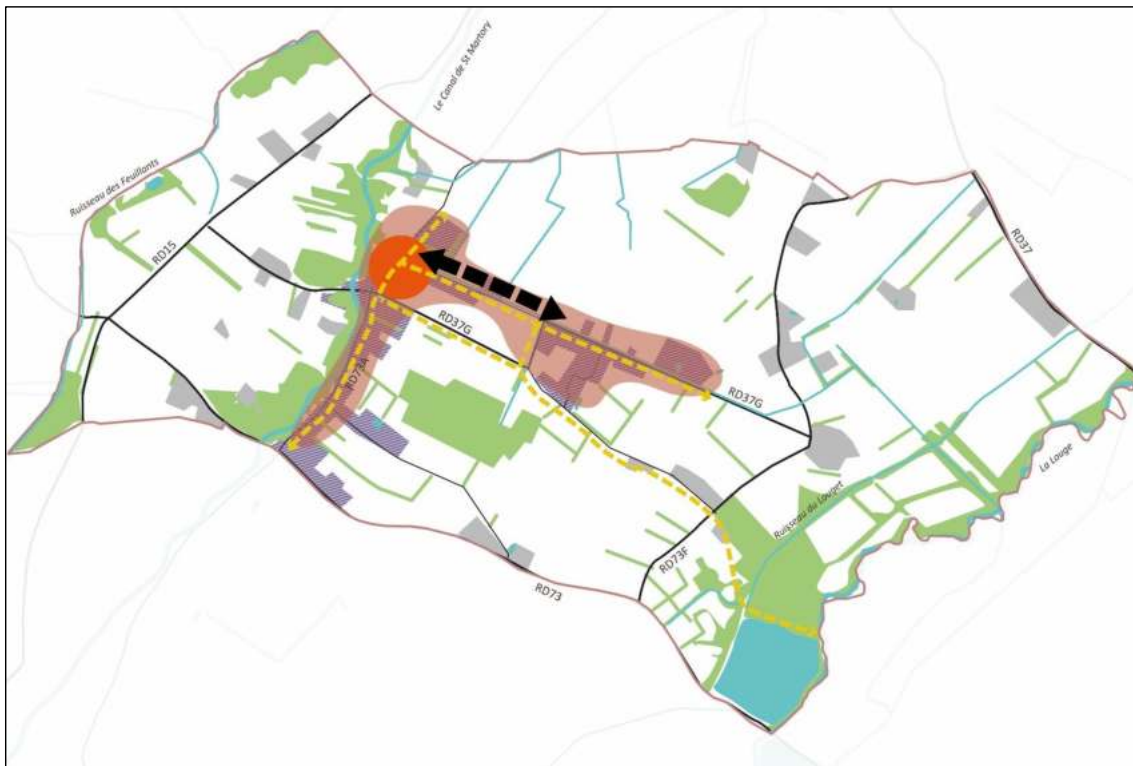 Le Canal de St Martory
Ruisseau des Feuillants
RD15
RD37
RD37G
RD73A
RD37G
La Louge
Ruisseau du Louget
RD73F
RD73